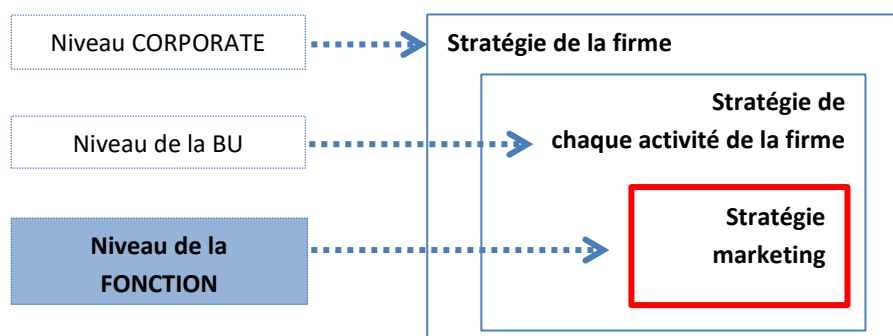 Niveau CORPORATE
Stratégie de la firme
Niveau de la BU
Stratégie de
chaque activité de la firme
Niveau de la
FONCTION
Stratégie
marketing